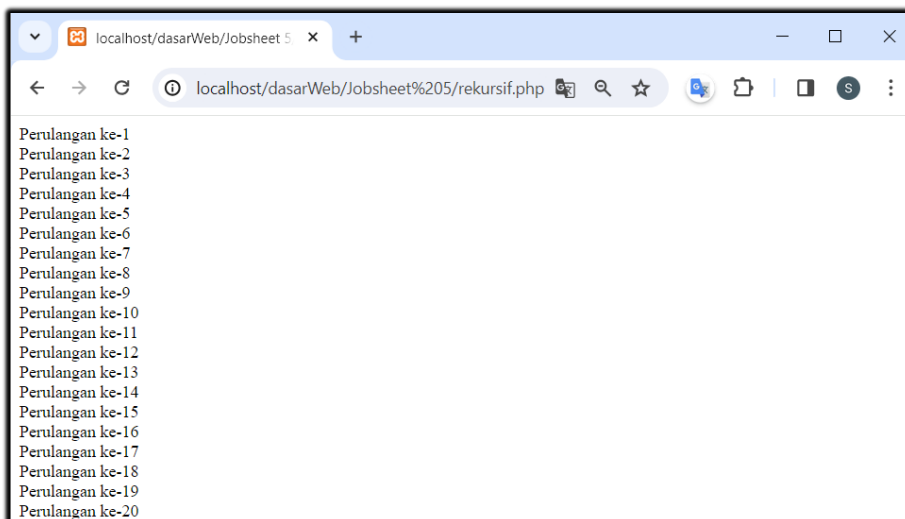 localhost/dasarWeb/Jobsheet 5
localhost/dasarWeb/Jobsheet%205/rekursif.php
S
Perulangan ke-1
Perulangan ke-2
Perulangan ke-3
Perulangan ke-4
Perulangan ke-5
Perulangan ke-6
Perulangan ke-7
Perulangan ke-8
Perulangan ke-9
Perulangan ke-10
Perulangan ke-11
Perulangan ke-12
Perulangan ke-13
Perulangan ke-14
Perulangan ke-15
Perulangan ke-16
Perulangan ke-17
Perulangan ke-18
Perulangan ke-19
Perulangan ke-20